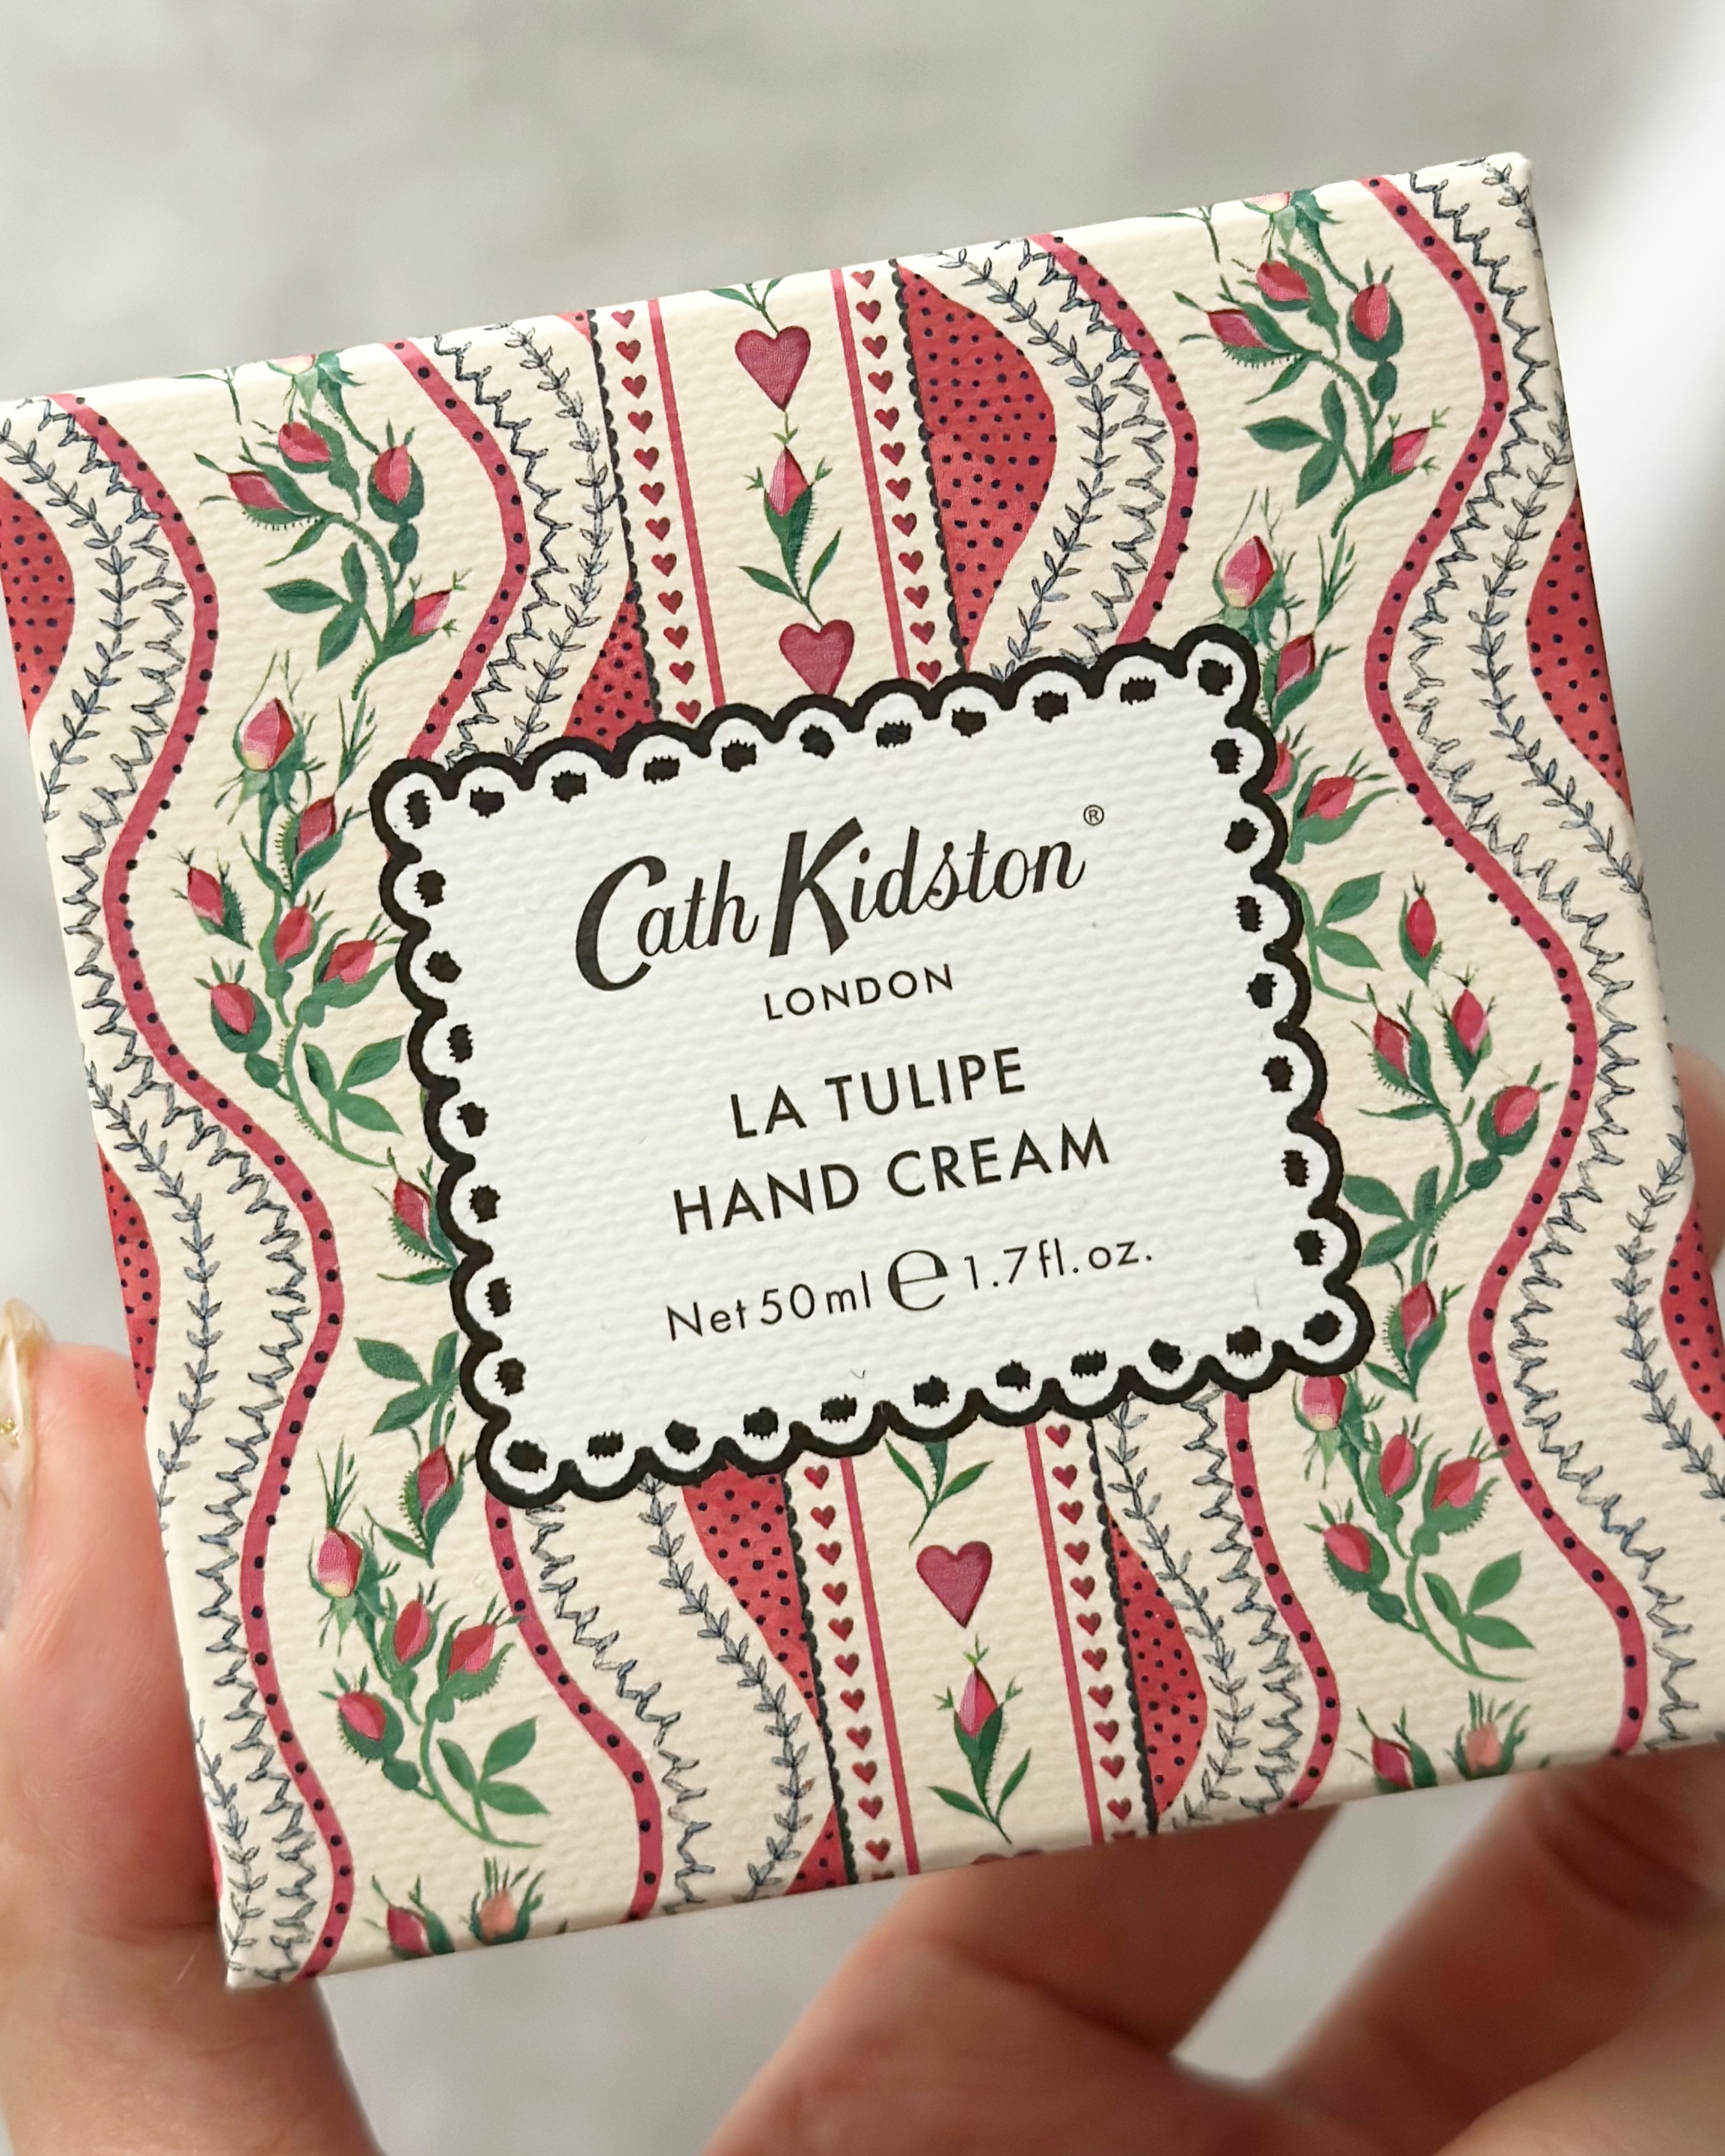 Cath Kidston®
LONDON
LA TULIPE
HAND CREAM
Net 50ml ℮ 1.7fl.oz.